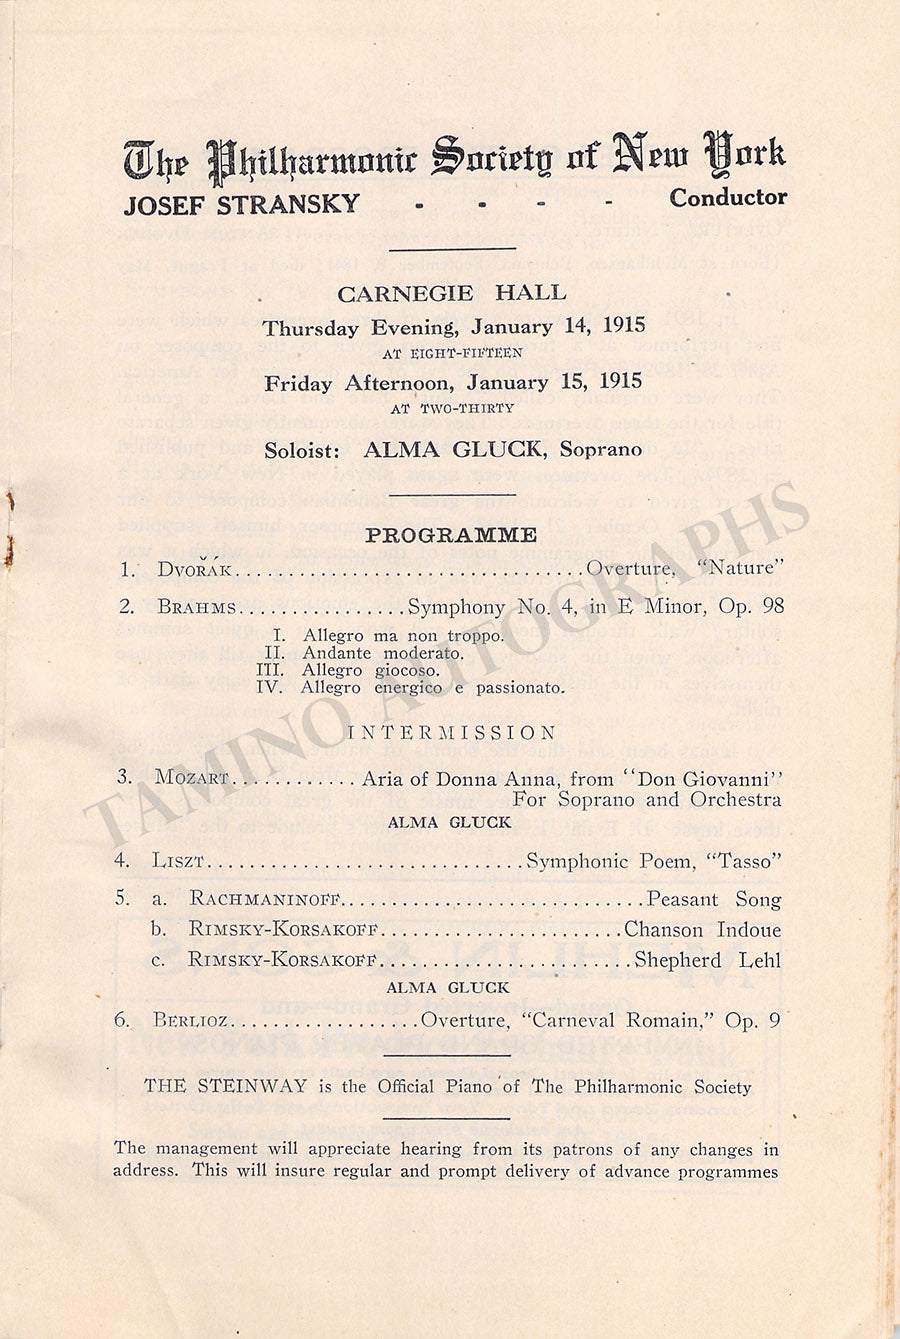 The Philharmonic Society of New York
JOSEF STRANSKY - - - - Conductor
CARNEGIE HALL
Thursday Evening, January 14, 1915
AT EIGHT-FIFTEEN
Friday Afternoon, January 15, 1915
AT TWO-THIRTY
Soloist: ALMA GLUCK, Soprano
PROGRAMME
1. DVOŘÁK................................Overture, "Nature"
2. BRAHMS................Symphony No. 4, in E Minor, Op. 98
I. Allegro ma non troppo.
II. Andante moderato.
III. Allegro giocoso.
IV. Allegro energico e passionato.
INTERMISSION
3. MOZART............Aria of Donna Anna, from "Don Giovanni"
For Soprano and Orchestra
ALMA GLUCK
4. LISZT.............................Symphonic Poem, "Tasso"
5. a. RACHMANINOFF............................Peasant Song
b. RIMSKY-KORSAKOFF.......................Chanson Indoue
c. RIMSKY-KORSAKOFF........................Shepherd Lehl
ALMA GLUCK
6. BERLIOZ..................Overture, "Carneval Romain," Op. 9
THE STEINWAY is the Official Piano of The Philharmonic Society
The management will appreciate hearing from its patrons of any changes in
address. This will insure regular and prompt delivery of advance programmes
TAMINO AUTOGRAPHS